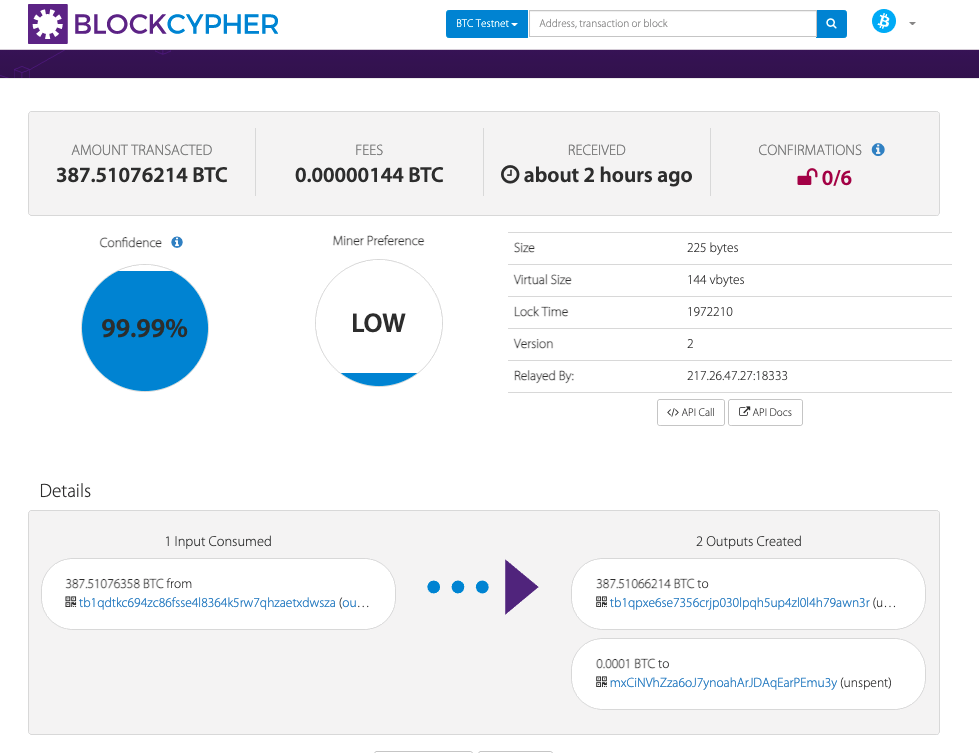 BLOCKCYPHER
BTC Testnet
Address, transaction or block
AMOUNT TRANSACTED
387.51076214 BTC
FEES
0.00000144 BTC
RECEIVED
about 2 hours ago
CONFIRMATIONS
0/6
Confidence
99.99%
Miner Preference
LOW
Size 225 bytes
Virtual Size 144 vbytes
Lock Time 1972210
Version 2
Relayed By: 217.26.47.27:18333
API Call
API Docs
Details
1 Input Consumed
387.51076358 BTC from
tb1qdtkc694zc86fsse4l8364k5rw7qhzaetxdwsza (ou...
2 Outputs Created
387.51066214 BTC to
tb1qpxe6se7356crjp030lpqh5up4zl0l4h79awn3r (u...
0.0001 BTC to
mxCiNVhZza6oJ7ynoahArJDAqEarPEmu3y (unspent)